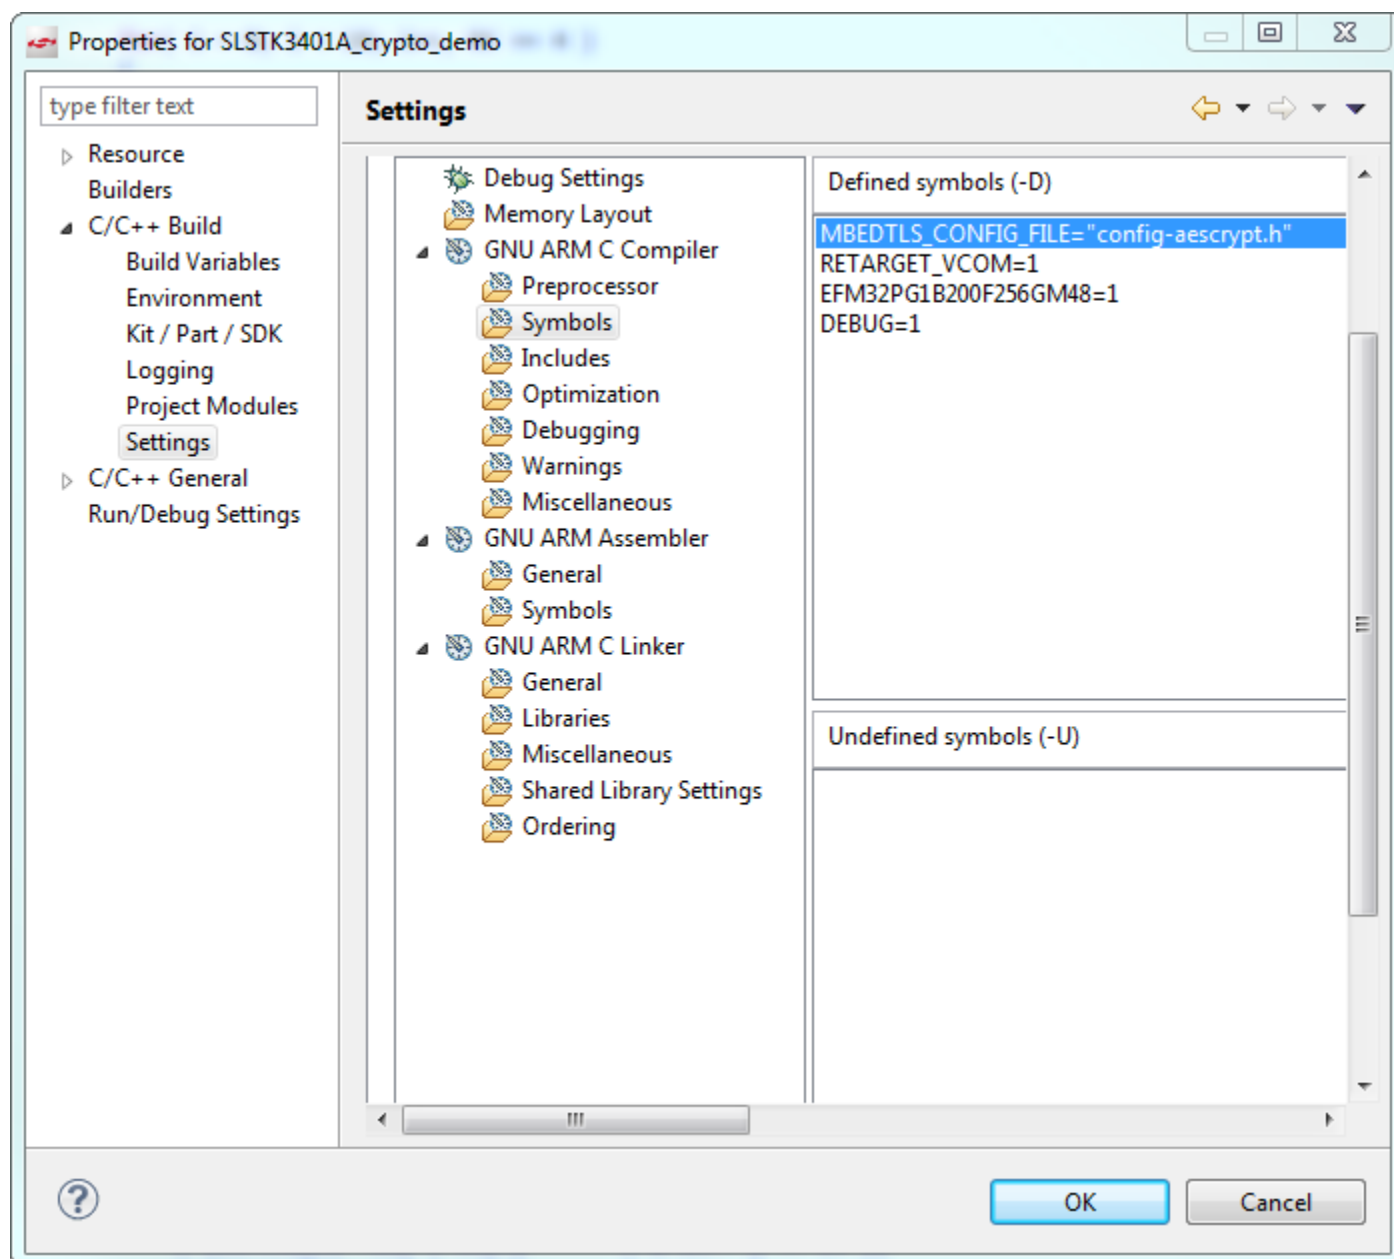 Properties for SLSTK3401A_crypto_demo
type filter text
Resource
Builders
C/C++ Build
Build Variables
Environment
Kit / Part / SDK
Logging
Project Modules
Settings
C/C++ General
Run/Debug Settings
Settings
Debug Settings
Memory Layout
GNU ARM C Compiler
Preprocessor
Symbols
Includes
Optimization
Debugging
Warnings
Miscellaneous
GNU ARM Assembler
General
Symbols
GNU ARM C Linker
General
Libraries
Miscellaneous
Shared Library Settings
Ordering
Defined symbols (-D)
MBEDTLS_CONFIG_FILE="config-aescrypt.h"
RETARGET_VCOM=1
EFM32PG1B200F256GM48=1
DEBUG=1
Undefined symbols (-U)
OK
Cancel